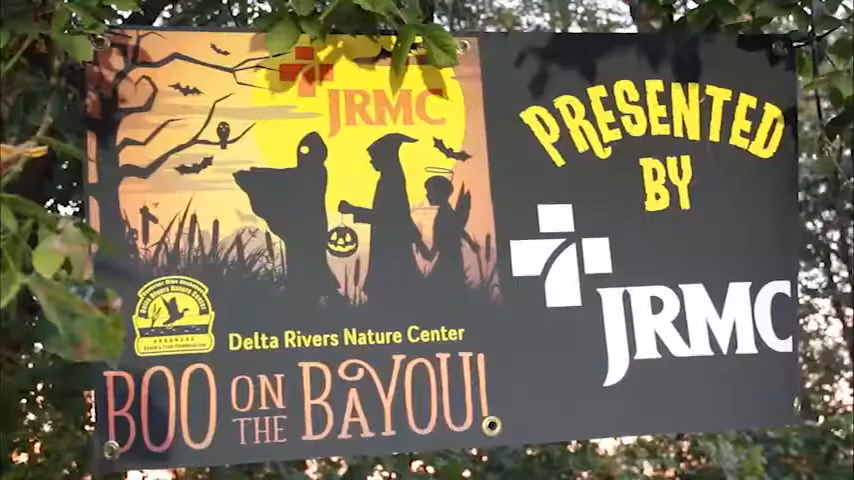 JRMC
Delta Rivers Nature Center
BOO ON THE BAYOU!
PRESENTED
BY
JRMC